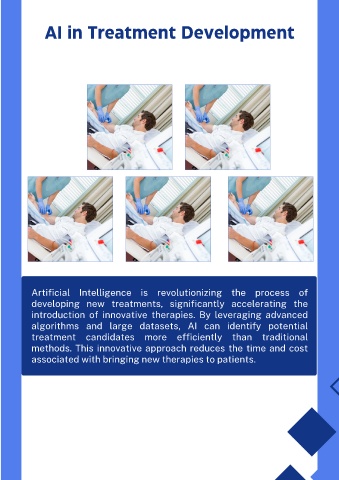 AI in Treatment Development
Artificial Intelligence is revolutionizing the process of
developing new treatments, significantly accelerating the
introduction of innovative therapies. By leveraging advanced
algorithms and large datasets, AI can identify potential
treatment candidates more efficiently than traditional
methods. This innovative approach reduces the time and cost
associated with bringing new therapies to patients.